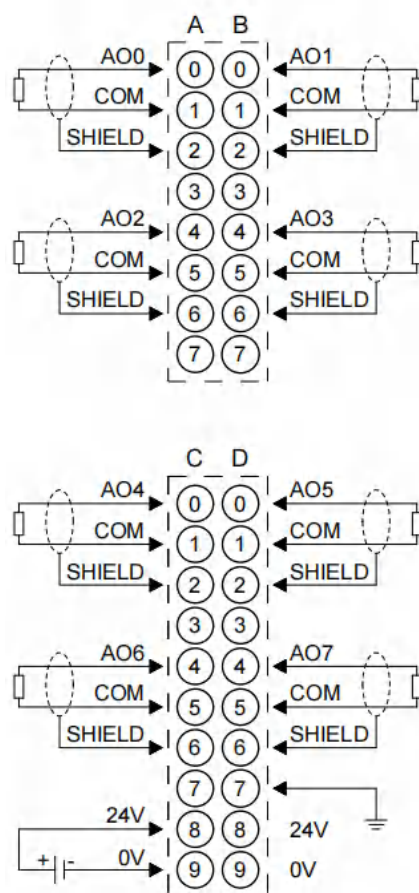 A B
AO0 0 0 AO1
COM 1 1 COM
SHIELD 2 2 SHIELD
3 3
AO2 4 4 AO3
COM 5 5 COM
SHIELD 6 6 SHIELD
7 7
C D
AO4 0 0 AO5
COM 1 1 COM
SHIELD 2 2 SHIELD
3 3
AO6 4 4 AO7
COM 5 5 COM
SHIELD 6 6 SHIELD
7 7
24V 8 8 24V
+ - 0V 9 9 0V